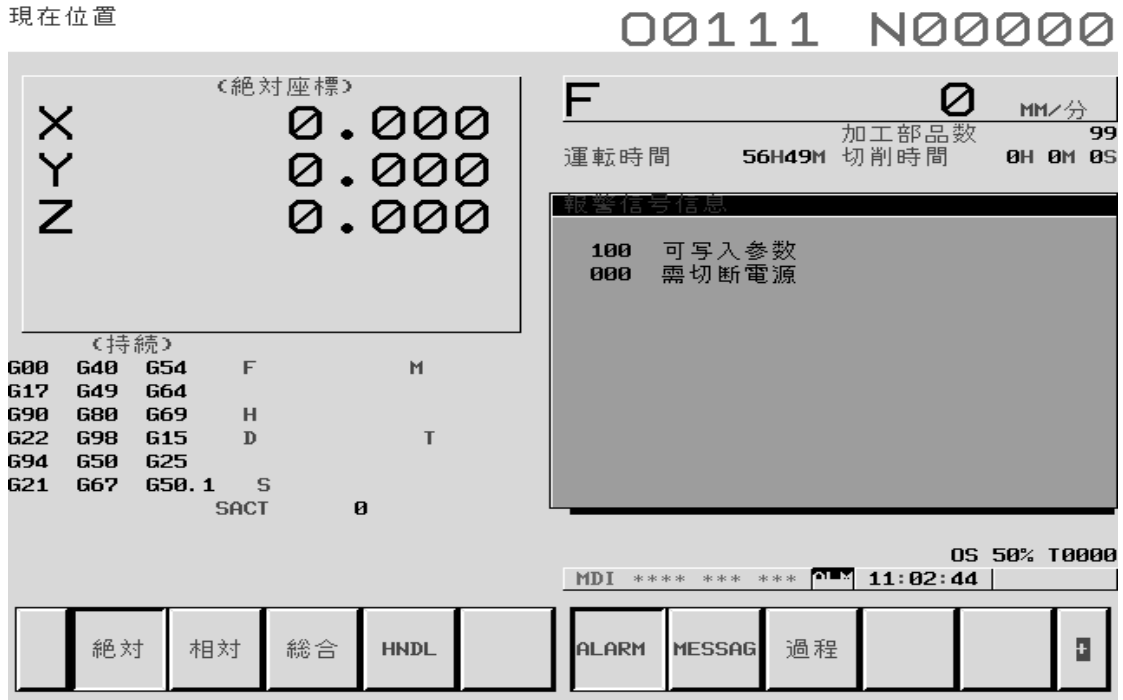 現在位置
O0111 N00000
(絶対座標)
X 0.000
Y 0.000
Z 0.000
F 0 MM/分
加工部品数 99
運転時間 56H49M 切削時間 0H 0M 0S
報警信号信息
100 可写入参数
000 需切断電源
(持続)
G00 G40 G54 F M
G17 G49 G64
G90 G80 G69 H
G22 G98 G15 D T
G94 G50 G25
G21 G67 G50.1 S
SACT 0
OS 50% T0000
MDI **** *** *** ALM 11:02:44
絶対 相対 総合 HNDL
ALARM MESSAG 過程 +